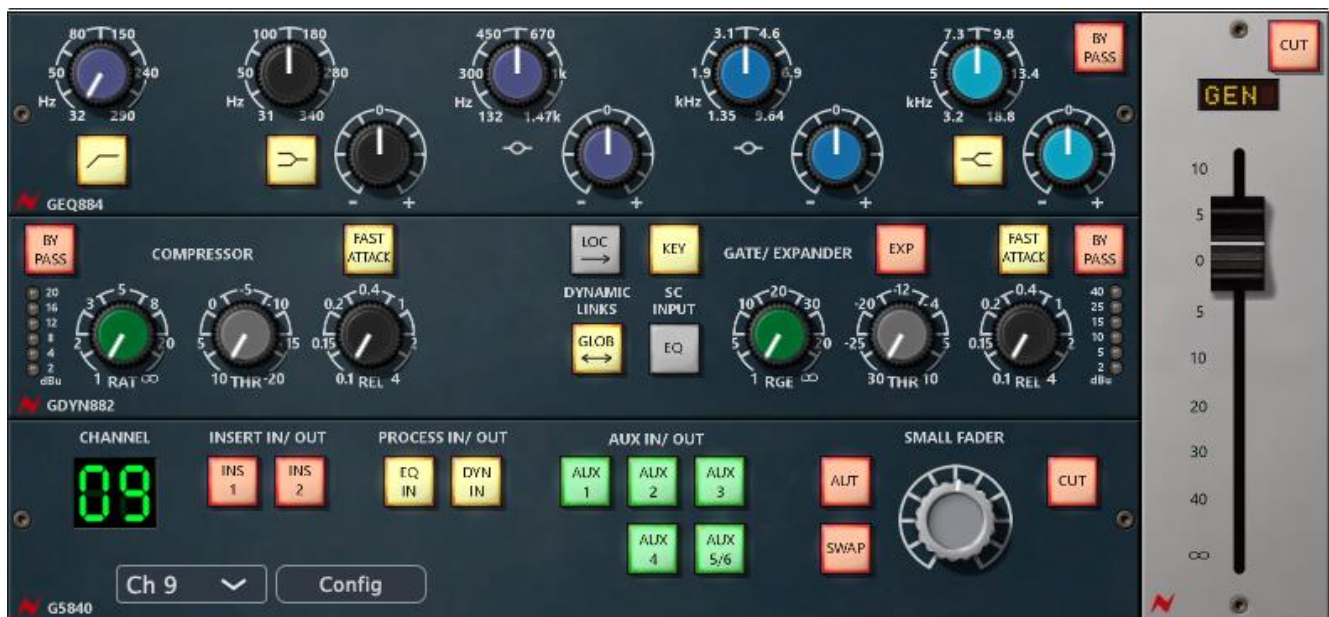 80 150 100 180 450 670 3.1 4.6 7.3 9.8 BY PASS CUT
50 240 50 280 300 1k 1.9 6.9 5 13.4 GEN
Hz Hz Hz kHz kHz
32 290 31 340 132 1.47k 1.35 9.64 3.2 18.8
0 0 0 0
- + - + - + - +
GEQ884
BY PASS COMPRESSOR FAST ATTACK LOC KEY GATE/ EXPANDER EXP FAST ATTACK BY PASS
DYNAMIC LINKS SC INPUT
GLOB EQ
20 16 12 8 4 2 dBu
3 5 8 2 20 1 RAT ∞
0 -5 -10 5 -15 10 THR -20
0.2 0.4 1 0.15 2 0.1 REL 4
10 20 30 5 20 1 RGE ∞
-20 -12 -4 -25 5 30 THR 10
0.2 0.4 1 0.15 2 0.1 REL 4
40 25 15 10 5 2 dBu
GDYN882
CHANNEL INSERT IN/ OUT PROCESS IN/ OUT AUX IN/ OUT SMALL FADER
09 INS 1 INS 2 EQ IN DYN IN AUX 1 AUX 2 AUX 3 AUT CUT
AUX 4 AUX 5/6 SWAP
Ch 9 Config
G5840
10
5
0
5
10
20
30
40
∞